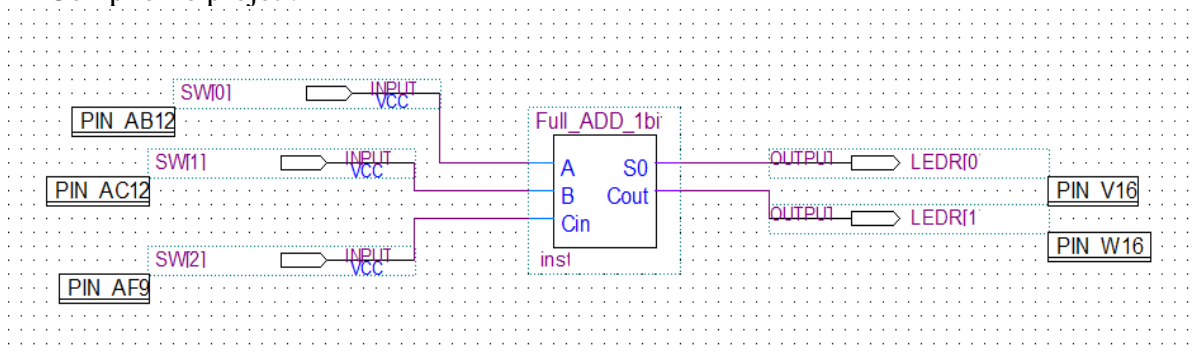 SW[0] INPUT
VCC
PIN_AB12
Full_ADD_1bi
SW[1] INPUT
VCC
PIN_AC12
A S0
B Cout
Cin
inst
OUTPUT LEDR[0
PIN_V16
OUTPUT LEDR[1
PIN_W16
SW[2] INPUT
VCC
PIN_AF9